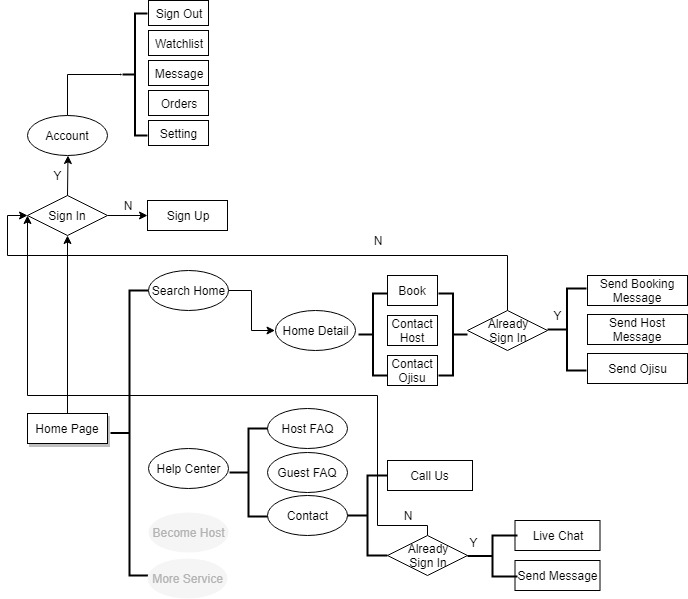 Sign Out
Watchlist
Message
Orders
Setting
Account
Y
Sign In
N
Sign Up
N
Search Home
Home Detail
Book
Contact
Host
Contact
Ojisu
Already
Sign In
Y
Send Booking
Message
Send Host
Message
Send Ojisu
Home Page
Help Center
Host FAQ
Guest FAQ
Contact
Call Us
N
Already
Sign In
Y
Live Chat
Send Message
Become Host
More Service